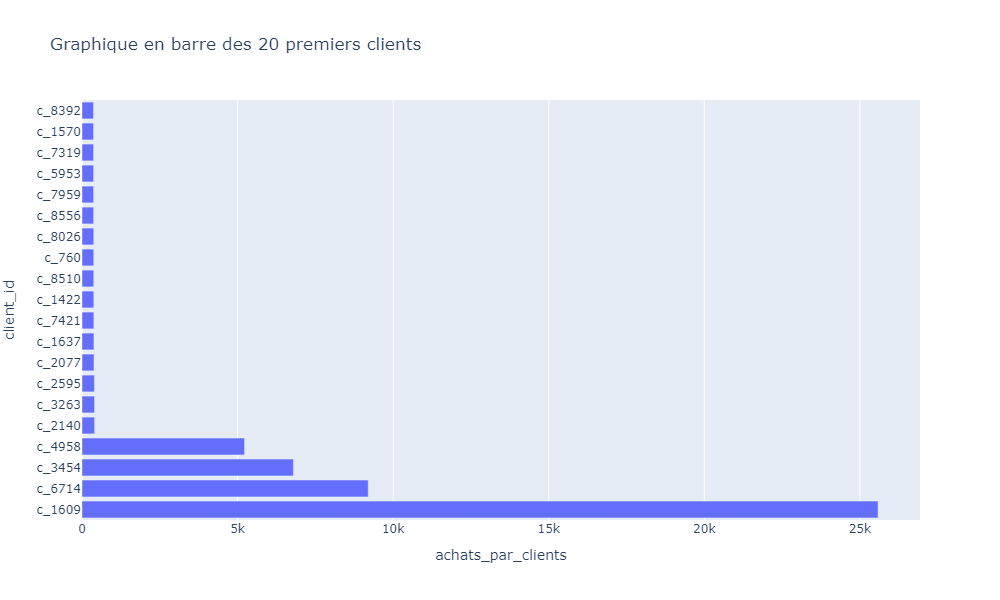 Graphique en barre des 20 premiers clients
c_8392
c_1570
c_7319
c_5953
c_7959
c_8556
c_8026
c_760
c_8510
c_1422
c_7421
c_1637
c_2077
c_2595
c_3263
c_2140
c_4958
c_3454
c_6714
c_1609
client_id
0 5k 10k 15k 20k 25k
achats_par_clients